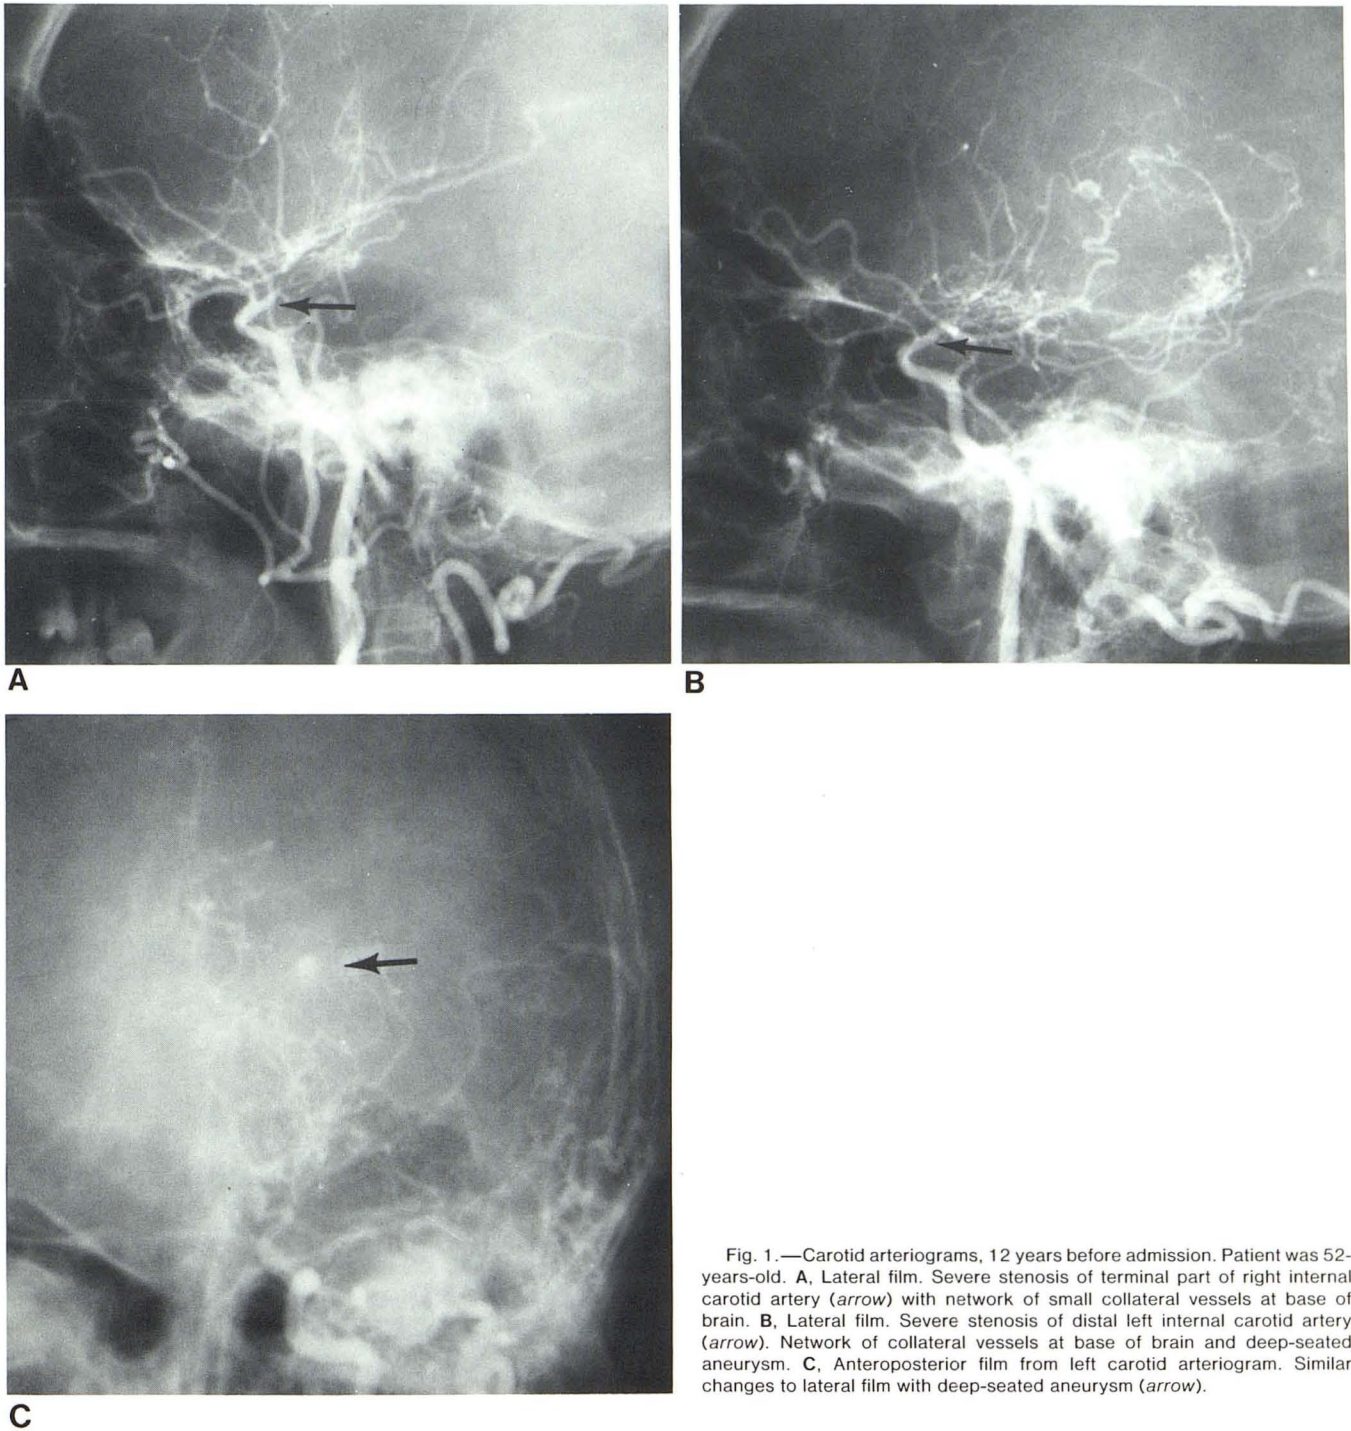 A
B
C
Fig. 1.—Carotid arteriograms, 12 years before admission. Patient was 52-
years-old. A, Lateral film. Severe stenosis of terminal part of right internal
carotid artery (arrow) with network of small collateral vessels at base of
brain. B, Lateral film. Severe stenosis of distal left internal carotid artery
(arrow). Network of collateral vessels at base of brain and deep-seated
aneurysm. C, Anteroposterior film from left carotid arteriogram. Similar
changes to lateral film with deep-seated aneurysm (arrow).